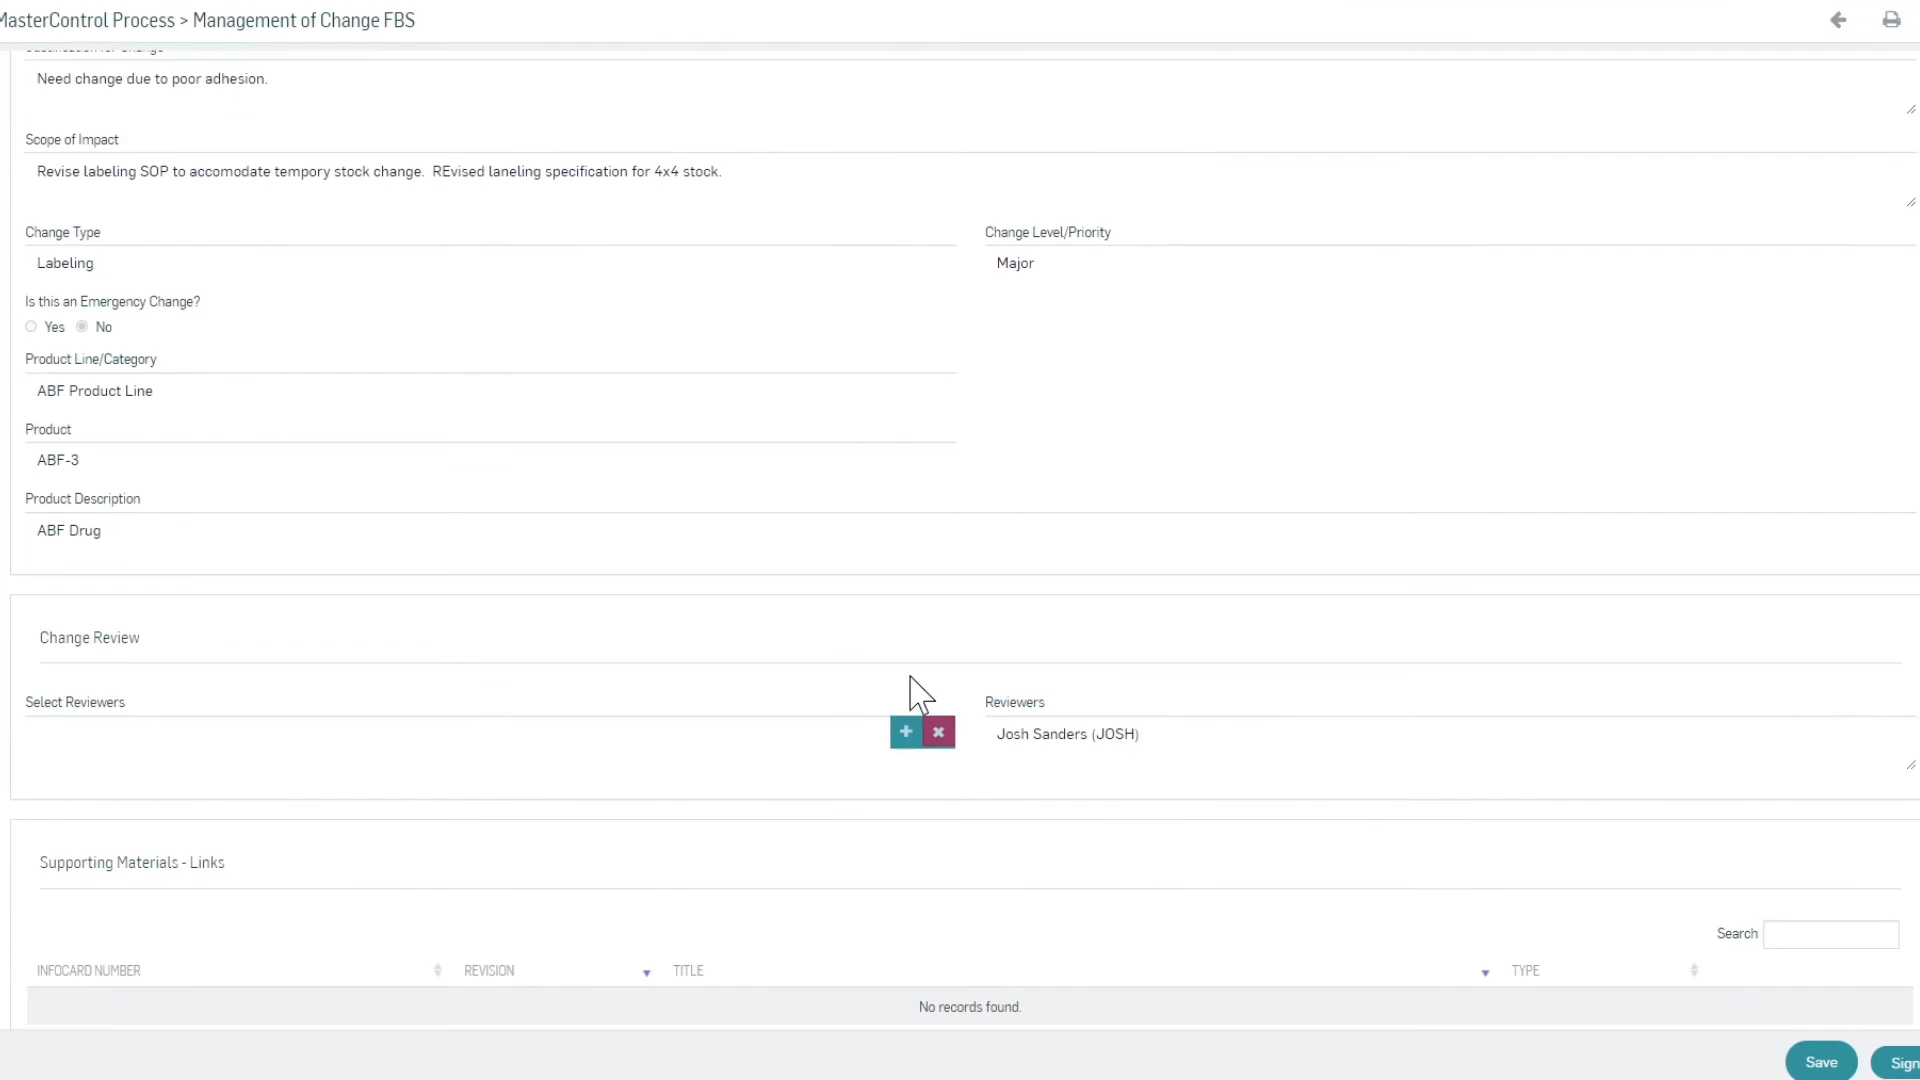 MasterControl Process > Management of Change FBS
Justification for Change
Need change due to poor adhesion.
Scope of Impact
Revise labeling SOP to accomodate tempory stock change.  REvised laneling specification for 4x4 stock.
Change Type
Change Level/Priority
Labeling
Major
Is this an Emergency Change?
Yes No
Product Line/Category
ABF Product Line
Product
ABF-3
Product Description
ABF Drug
Change Review
Select Reviewers
Reviewers
Josh Sanders (JOSH)
Supporting Materials - Links
Search
INFOCARD NUMBER REVISION TITLE TYPE
No records found.
Save Sign